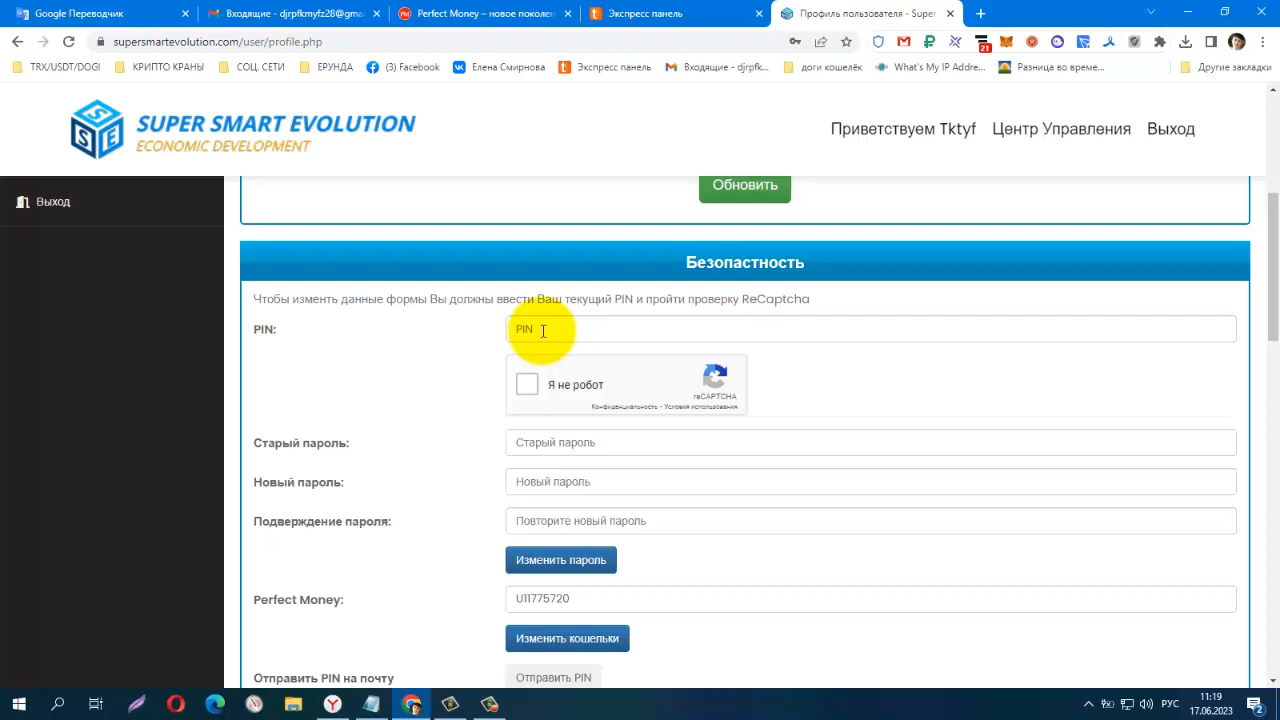 Google Переводчик
Входящие - djrpfkmyfz28@gma
Perfect Money – новое поколен
Экспресс панель
Профиль пользователя - Super
supersmartevolution.com/user/profile.php
21
TRX/USDT/DOGI
КРИПТО КРАНЫ
СОЦ. СЕТИ
ЕРУНДА
(3) Facebook
Елена Смирнова
Экспресс панель
Входящие - djrpfk...
доги кошелёк
What's My IP Addre...
Разница во време...
Другие закладки
SSE
SUPER SMART EVOLUTION
ECONOMIC DEVELOPMENT
Приветствуем Tktyf
Центр Управления
Выход
Выход
Обновить
Безопастность
Чтобы изменть данные формы Вы должны ввести Ваш текущий PIN и пройти проверку ReCaptcha
PIN:
PIN
Я не робот
reCAPTCHA
Конфиденциальность - Условия использования
Старый пароль:
Старый пароль
Новый пароль:
Новый пароль
Подтверждение пароля:
Повторите новый пароль
Изменить пароль
Perfect Money:
U11775720
Изменить кошельки
Отправить PIN на почту
Отправить PIN
РУС
11:19
17.06.2023
2